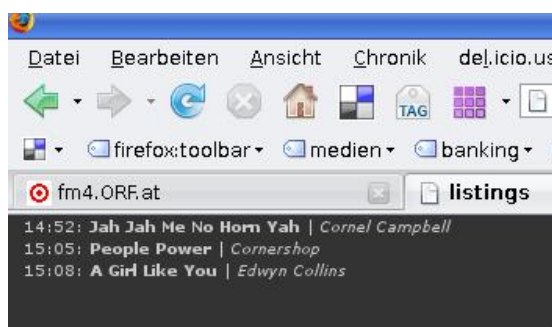 Datei Bearbeiten Ansicht Chronik del.icio.us
TAG
firefox:toolbar medien banking
fm4.ORF.at listings
14:52: Jah Jah Me No Horn Yah | Cornel Campbell
15:05: People Power | Cornershop
15:08: A Girl Like You | Edwyn Collins